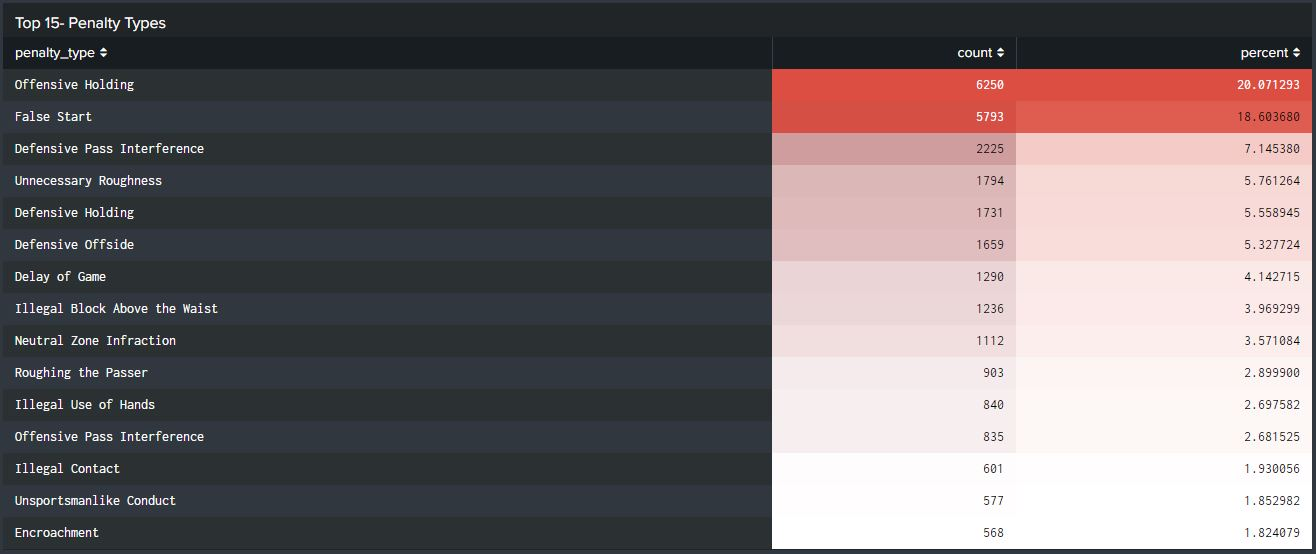 Top 15- Penalty Types
penalty_type count percent
Offensive Holding 6250 20.071293
False Start 5793 18.603680
Defensive Pass Interference 2225 7.145380
Unnecessary Roughness 1794 5.761264
Defensive Holding 1731 5.558945
Defensive Offside 1659 5.327724
Delay of Game 1290 4.142715
Illegal Block Above the Waist 1236 3.969299
Neutral Zone Infraction 1112 3.571084
Roughing the Passer 903 2.899900
Illegal Use of Hands 840 2.697582
Offensive Pass Interference 835 2.681525
Illegal Contact 601 1.930056
Unsportsmanlike Conduct 577 1.852982
Encroachment 568 1.824079